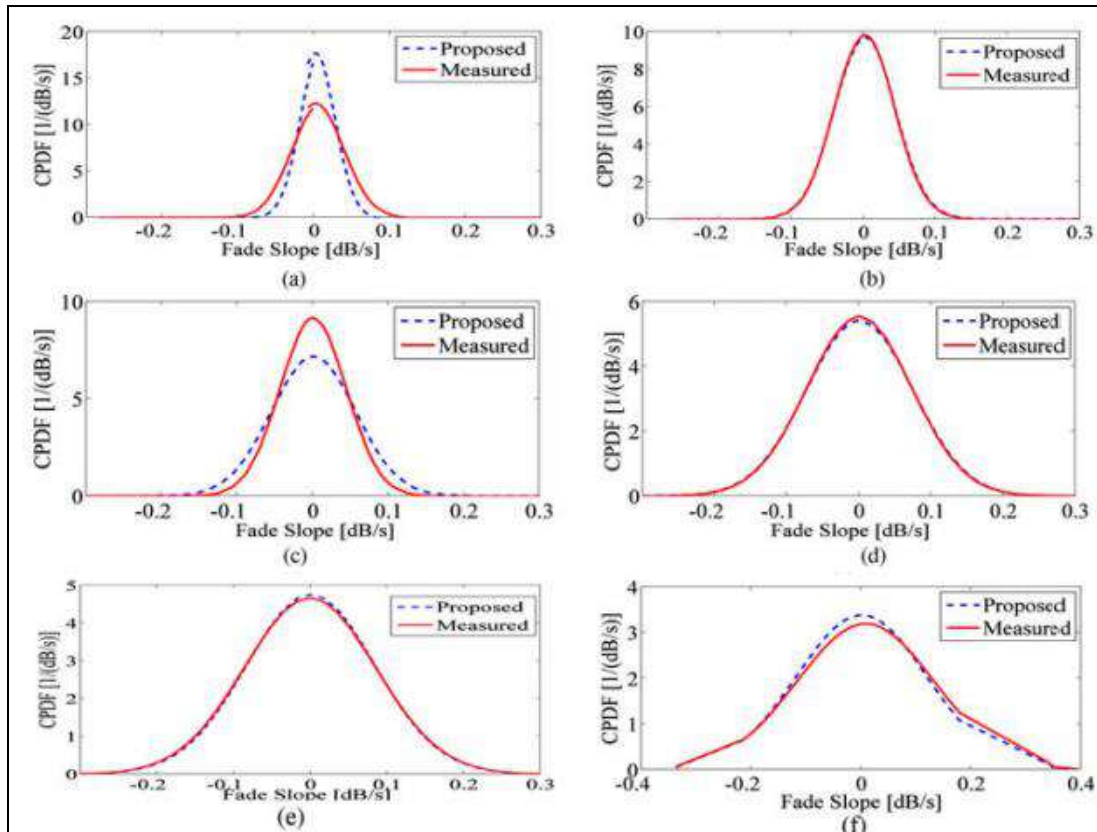 20
15
10
5
0
CPDF [1/(dB/s)]
Proposed
Measured
-0.2 -0.1 0 0.1 0.2 0.3
Fade Slope [dB/s]
(a)
10
8
6
4
2
0
CPDF [1/(dB/s)]
Proposed
Measured
-0.2 -0.1 0 0.1 0.2 0.3
Fade Slope [dB/s]
(b)
10
5
0
CPDF [1/(dB/s)]
Proposed
Measured
-0.2 -0.1 0 0.1 0.2 0.3
Fade Slope [dB/s]
(c)
6
4
2
0
CPDF [1/(dB/s)]
Proposed
Measured
-0.2 -0.1 0 0.1 0.2 0.3
Fade Slope [dB/s]
(d)
5
4
3
2
1
0
CPDF [1/(dB/s)]
Proposed
Measured
-0.2 -0.1 0 0.1 0.2 0.3
Fade Slope [dB/s]
(e)
4
3
2
1
0
CPDF [1/(dB/s)]
Proposed
Measured
-0.4 -0.2 0 0.2 0.4
Fade Slope [dB/s]
(f)